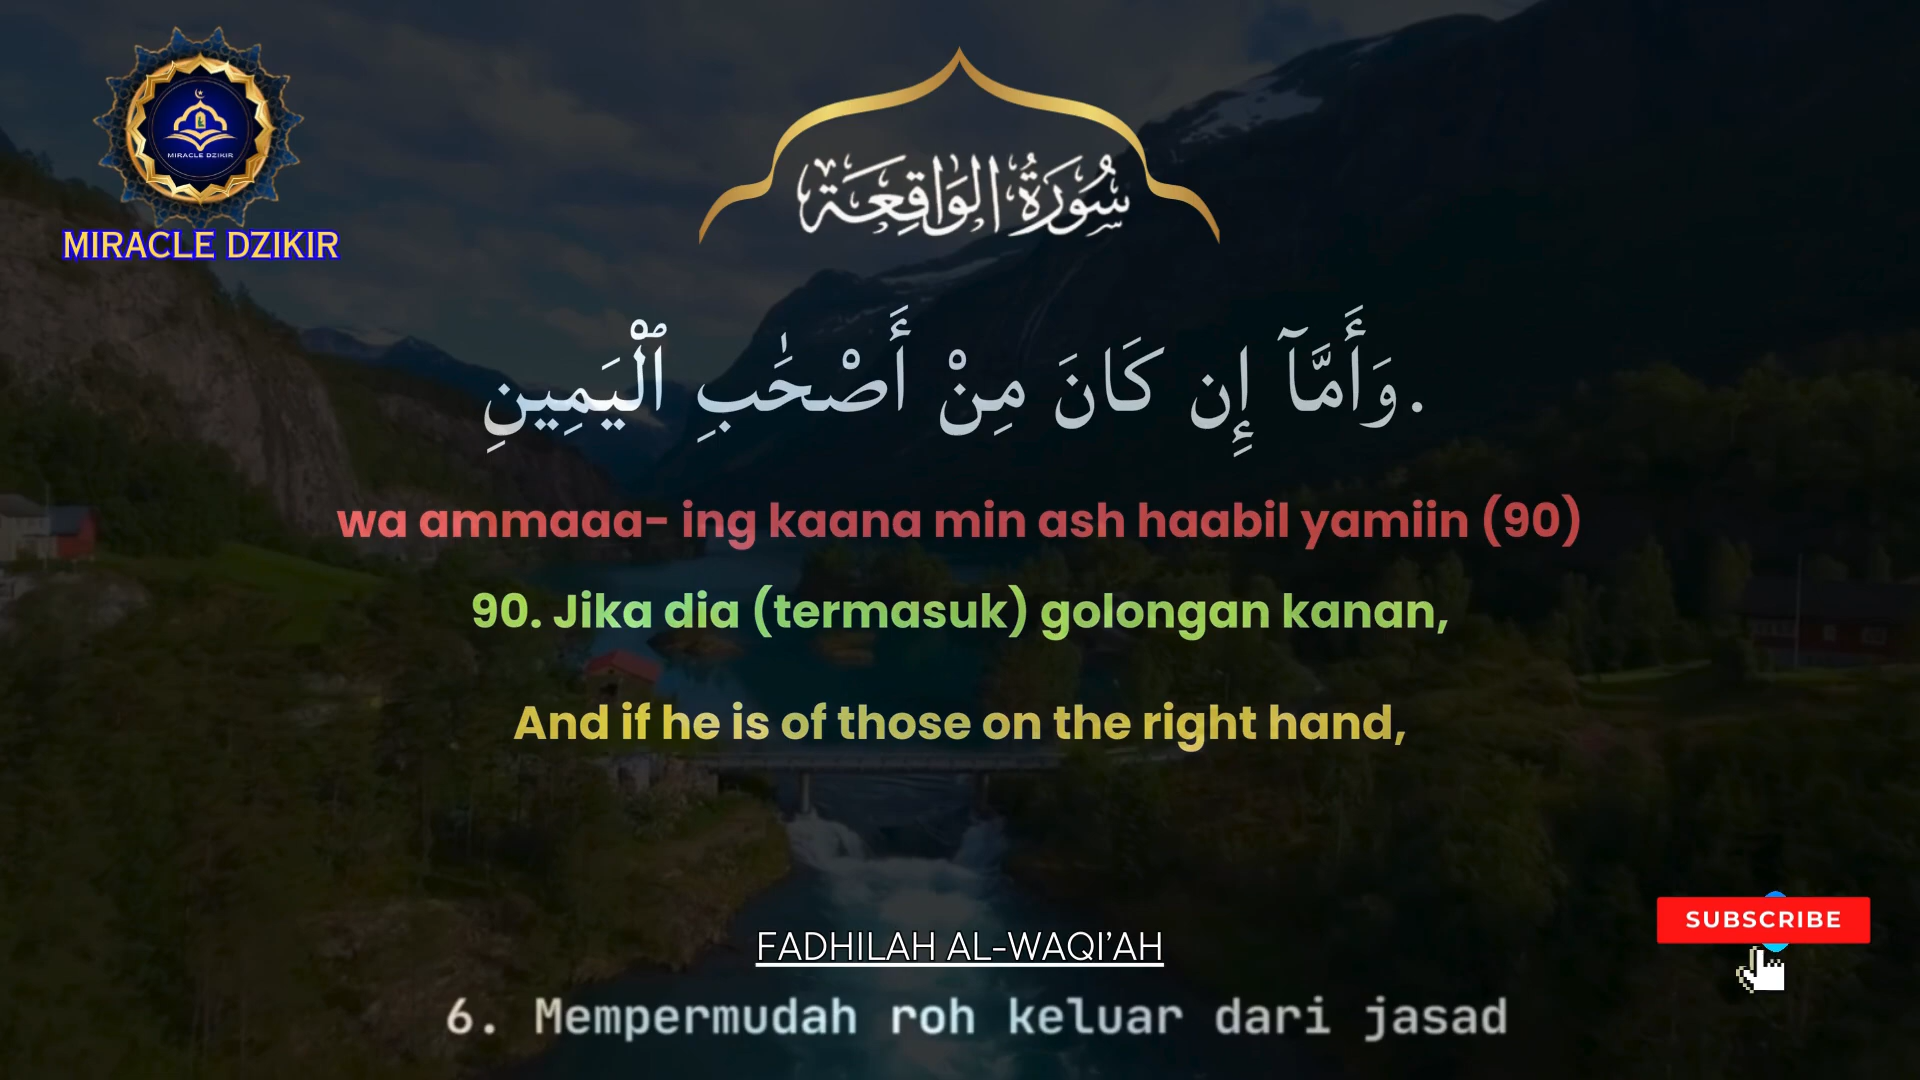 MIRACLE DZIKIR
MIRACLE DZIKIR
سُورَةُ الوَاقِعَة
.وَأَمَّآ إِن كَانَ مِنْ أَصْحَٰبِ ٱلْيَمِينِ
wa ammaaa- ing kaana min ash haabil yamiin (90)
90. Jika dia (termasuk) golongan kanan,
And if he is of those on the right hand,
SUBSCRIBE
FADHILAH AL-WAQI'AH
6. Mempermudah roh keluar dari jasad